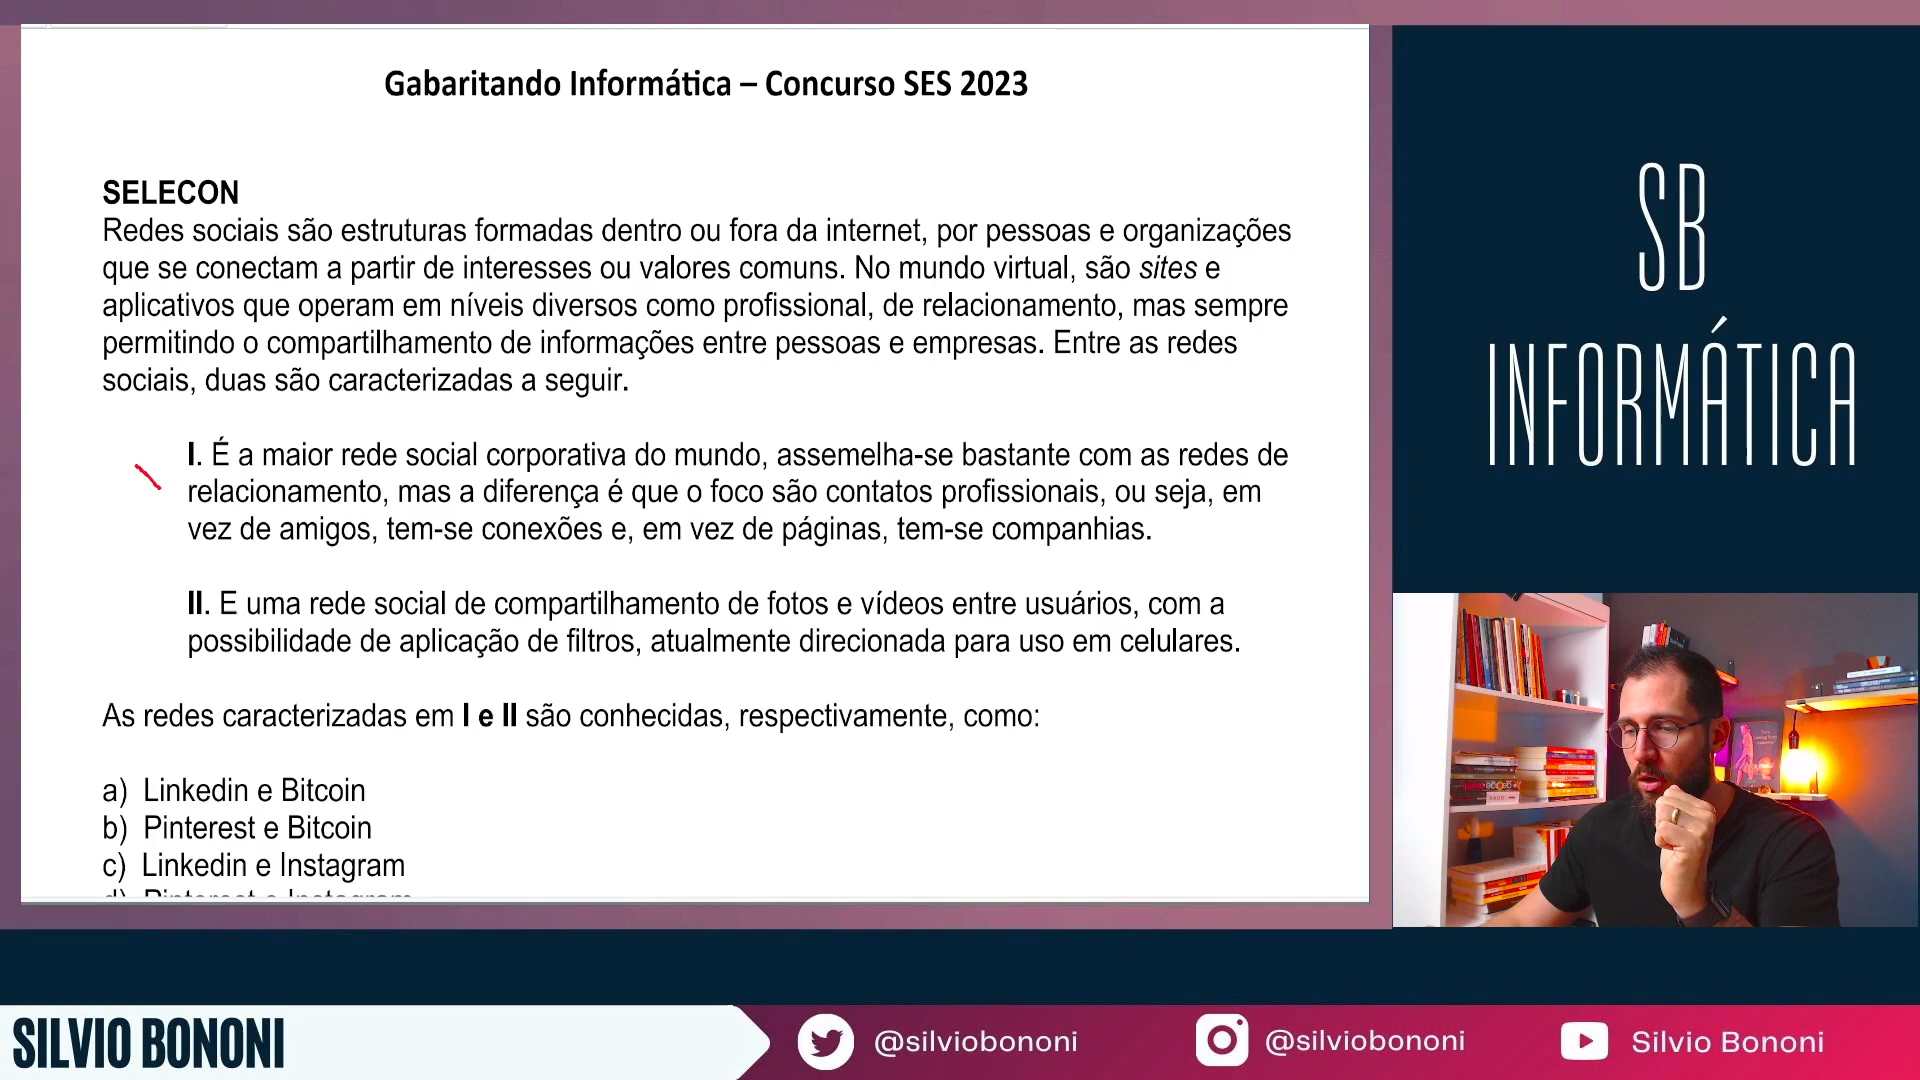 Gabaritando Informática – Concurso SES 2023
SELECON
Redes sociais são estruturas formadas dentro ou fora da internet, por pessoas e organizações
que se conectam a partir de interesses ou valores comuns. No mundo virtual, são sites e
aplicativos que operam em níveis diversos como profissional, de relacionamento, mas sempre
permitindo o compartilhamento de informações entre pessoas e empresas. Entre as redes
sociais, duas são caracterizadas a seguir.
I. É a maior rede social corporativa do mundo, assemelha-se bastante com as redes de
relacionamento, mas a diferença é que o foco são contatos profissionais, ou seja, em
vez de amigos, tem-se conexões e, em vez de páginas, tem-se companhias.
II. E uma rede social de compartilhamento de fotos e vídeos entre usuários, com a
possibilidade de aplicação de filtros, atualmente direcionada para uso em celulares.
As redes caracterizadas em I e II são conhecidas, respectivamente, como:
a) Linkedin e Bitcoin
b) Pinterest e Bitcoin
c) Linkedin e Instagram
d) Pinterest e Instagram
SB
INFORMÁTICA
SILVIO BONONI
@silviobononi
@silviobononi
Silvio Bononi